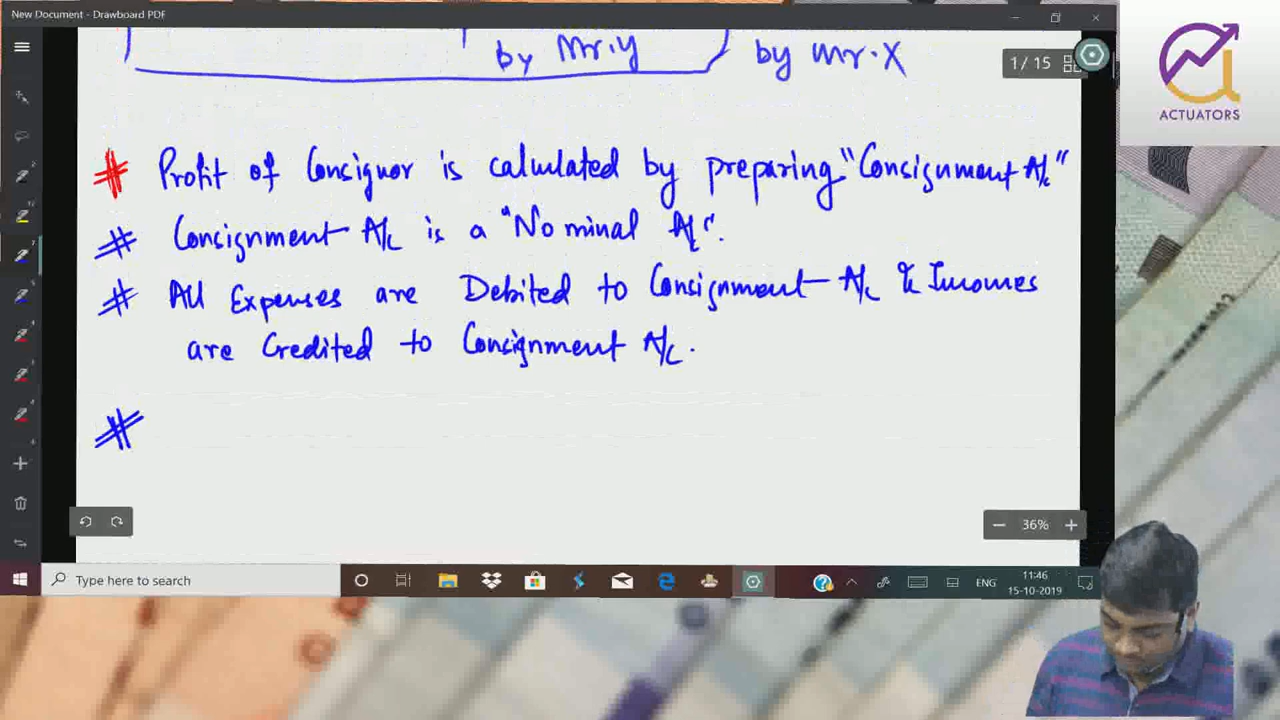 New Document - Drawboard PDF
by Mr.Y
by Mr.X
1 / 15
ACTUATORS
# Profit of Consignor is calculated by preparing "Consignment A/c"
# Consignment A/c is a "Nominal A/c".
# All Expenses are Debited to Consignment A/c & Incomes
are Credited to Consignment A/c.
#
36%
Type here to search
ENG
11:46
15-10-2019